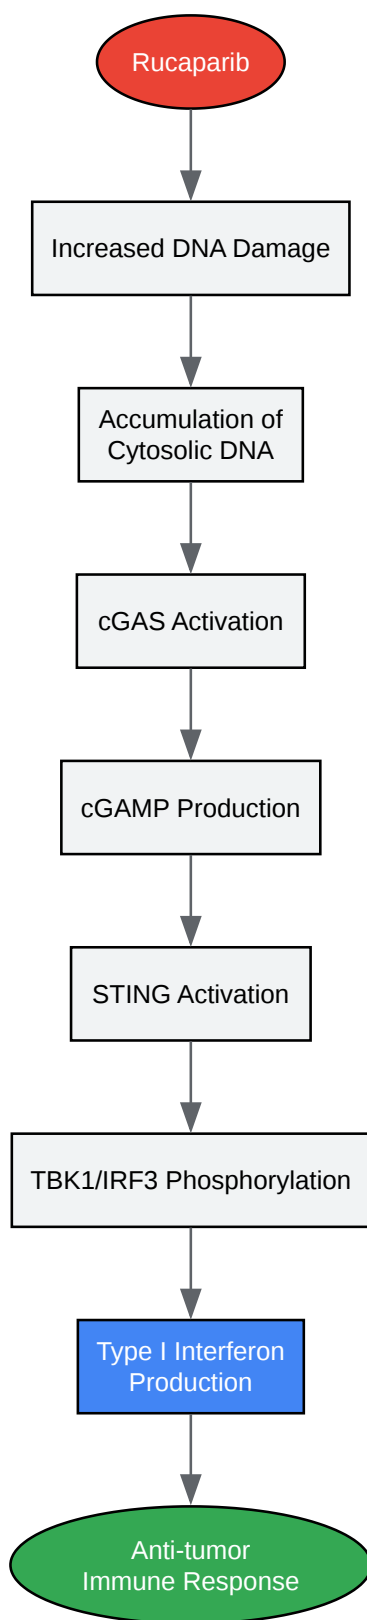 Rucaparib
Increased DNA Damage
Accumulation of
Cytosolic DNA
cGAS Activation
cGAMP Production
STING Activation
TBK1/IRF3 Phosphorylation
Type I Interferon
Production
Anti-tumor
Immune Response